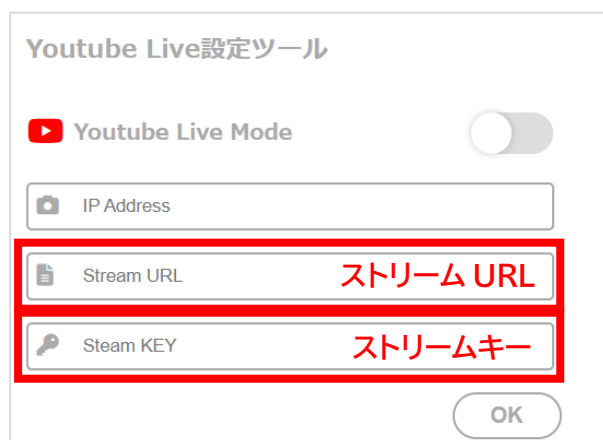 Youtube Live設定ツール
Youtube Live Mode
IP Address
Stream URL ストリーム URL
Steam KEY ストリームキー
OK